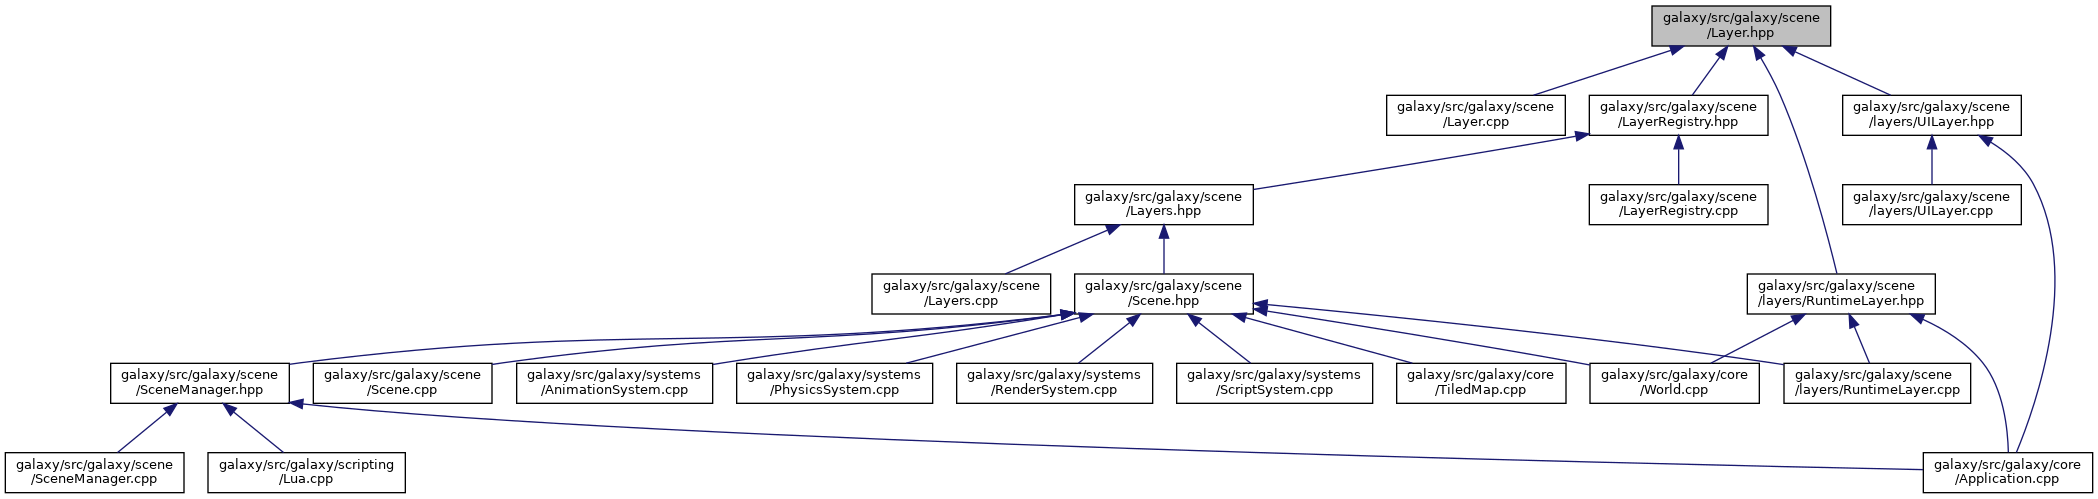 galaxy/src/galaxy/scene
/Layer.hpp
galaxy/src/galaxy/scene
/Layer.cpp
galaxy/src/galaxy/scene
/LayerRegistry.hpp
galaxy/src/galaxy/scene
/layers/UILayer.hpp
galaxy/src/galaxy/scene
/Layers.hpp
galaxy/src/galaxy/scene
/LayerRegistry.cpp
galaxy/src/galaxy/scene
/layers/UILayer.cpp
galaxy/src/galaxy/scene
/Layers.cpp
galaxy/src/galaxy/scene
/Scene.hpp
galaxy/src/galaxy/scene
/layers/RuntimeLayer.hpp
galaxy/src/galaxy/scene
/SceneManager.hpp
galaxy/src/galaxy/scene
/Scene.cpp
galaxy/src/galaxy/systems
/AnimationSystem.cpp
galaxy/src/galaxy/systems
/PhysicsSystem.cpp
galaxy/src/galaxy/systems
/RenderSystem.cpp
galaxy/src/galaxy/systems
/ScriptSystem.cpp
galaxy/src/galaxy/core
/TiledMap.cpp
galaxy/src/galaxy/core
/World.cpp
galaxy/src/galaxy/scene
/layers/RuntimeLayer.cpp
galaxy/src/galaxy/scene
/SceneManager.cpp
galaxy/src/galaxy/scripting
/Lua.cpp
galaxy/src/galaxy/core
/Application.cpp